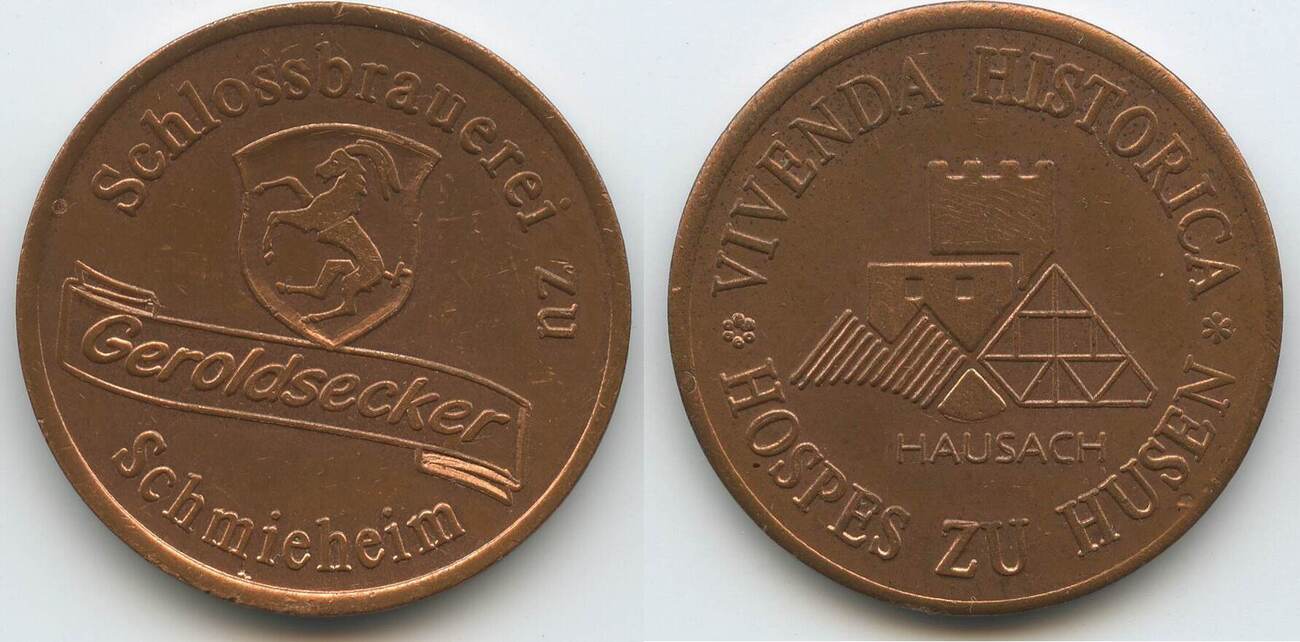 Schlossbrauerei zu
Geroldsecker
Schmieheim
VIVENDA HISTORICA
HAUSACH
HOSPES ZU HUSEN